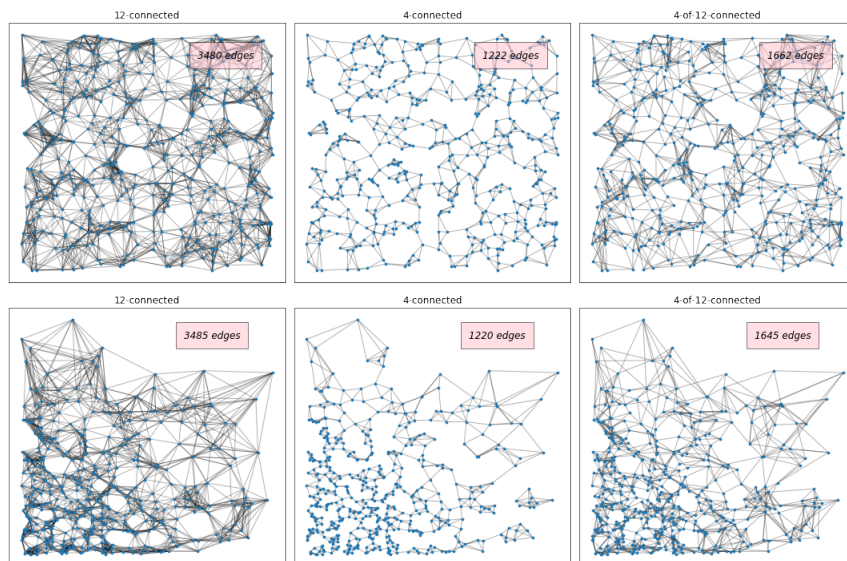 12-connected
4-connected
4-of-12-connected
3480 edges
1222 edges
1662 edges
12-connected
4-connected
4-of-12-connected
3485 edges
1220 edges
1645 edges